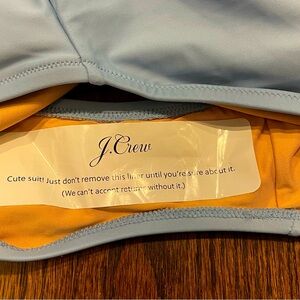 J.Crew
Cute suit! Just don't remove this liner until you're sure about it.
(We can't accept returns without it.)